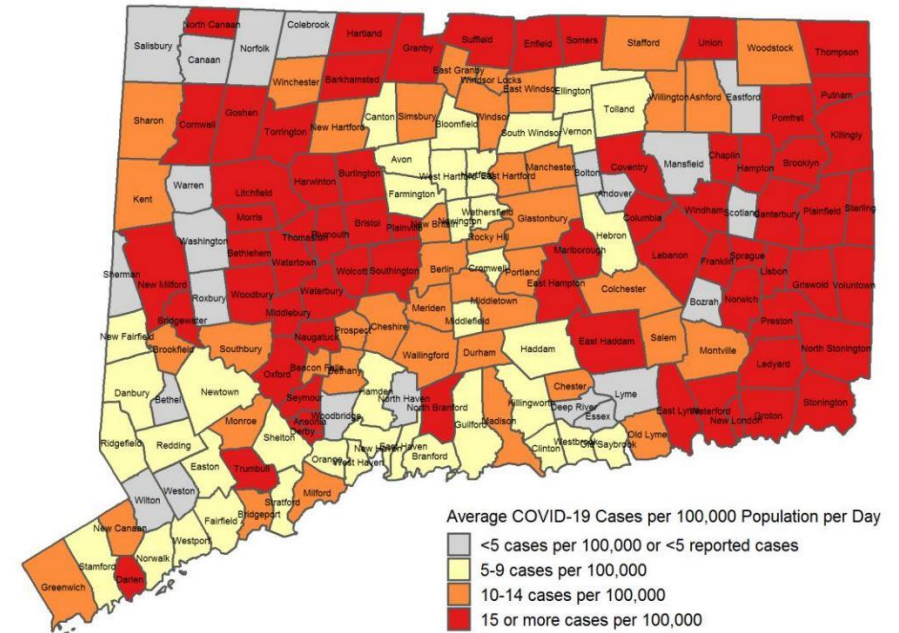 North Canaan
Colebrook
Salisbury
Canaan
Norfolk
Hartland
Granby
Suffield
Enfield
Somers
Stafford
Union
Woodstock
Thompson
Winchester
Barkhamsted
East Granby
Windsor Locks
East Windsor
Ellington
Tolland
Willington
Ashford
Eastford
Putnam
Pomfret
Killingly
Sharon
Cornwall
Goshen
Torrington
New Hartford
Canton
Simsbury
Bloomfield
Windsor
South Windsor
Vernon
Avon
West Hartford
Hartford
East Hartford
Manchester
Bolton
Coventry
Mansfield
Chaplin
Hampton
Brooklyn
Kent
Warren
Litchfield
Harwinton
Burlington
Farmington
Andover
Morris
Bristol
Plainville
New Britain
Newington
Wethersfield
Glastonbury
Hebron
Columbia
Windham
Scotland
Canterbury
Plainfield
Sterling
Washington
Bethlehem
Watertown
Thomaston
Plymouth
Rocky Hill
Marlborough
Lebanon
Franklin
Sprague
Lisbon
Sherman
New Milford
Roxbury
Woodbury
Waterbury
Wolcott
Southington
Berlin
Cromwell
Portland
East Hampton
Colchester
Bozrah
Norwich
Griswold
Voluntown
Bridgewater
Middlebury
Meriden
Middletown
Middlefield
Preston
New Fairfield
Brookfield
Southbury
Naugatuck
Prospect
Cheshire
Wallingford
Durham
Haddam
East Haddam
Salem
Montville
North Stonington
Ledyard
Danbury
Bethel
Newtown
Oxford
Beacon Falls
Bethany
Seymour
Hamden
North Haven
North Branford
Guilford
Madison
Killingworth
Chester
Deep River
Essex
Lyme
East Lyme
Waterford
New London
Groton
Stonington
Ridgefield
Redding
Monroe
Shelton
Ansonia
Derby
Woodbridge
Orange
New Haven
West Haven
East Haven
Branford
Clinton
Westbrook
Old Saybrook
Old Lyme
Easton
Trumbull
Wilton
Weston
Milford
Stratford
Bridgeport
Fairfield
New Canaan
Westport
Norwalk
Stamford
Darien
Greenwich
Average COVID-19 Cases per 100,000 Population per Day
<5 cases per 100,000 or <5 reported cases
5-9 cases per 100,000
10-14 cases per 100,000
15 or more cases per 100,000